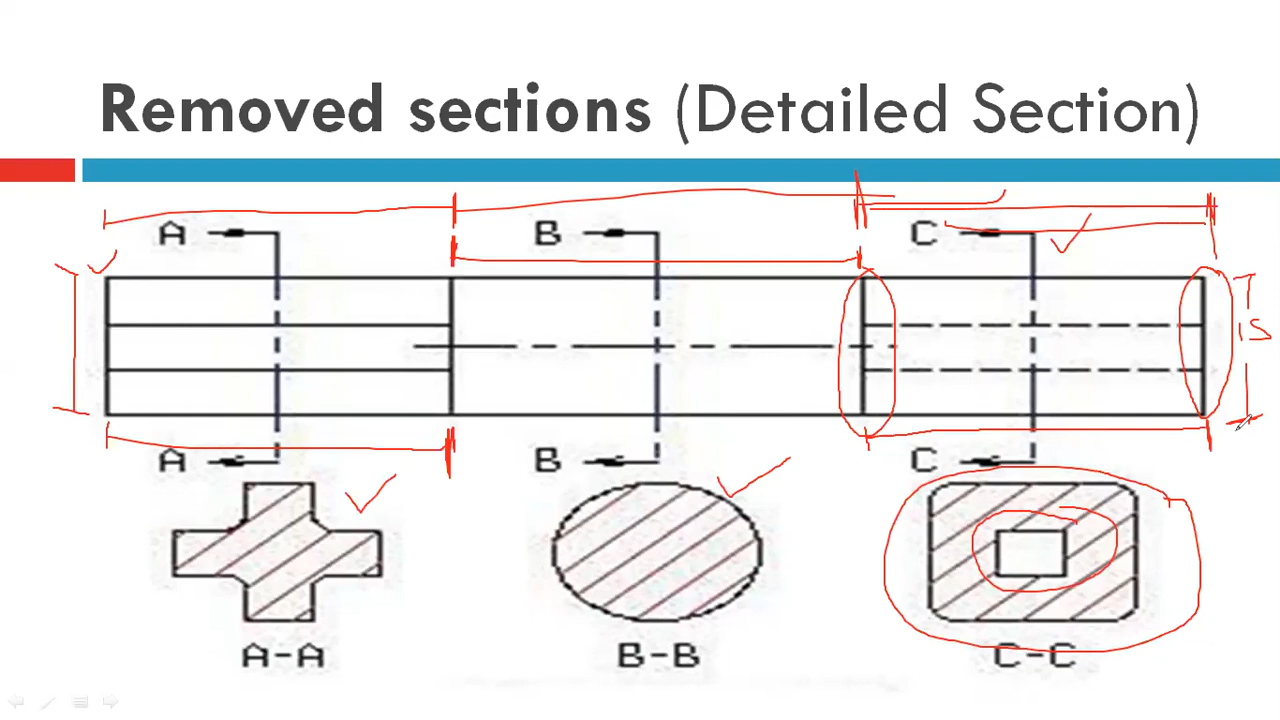 Removed sections (Detailed Section)
A B C
15
A B C
A-A B-B C-C